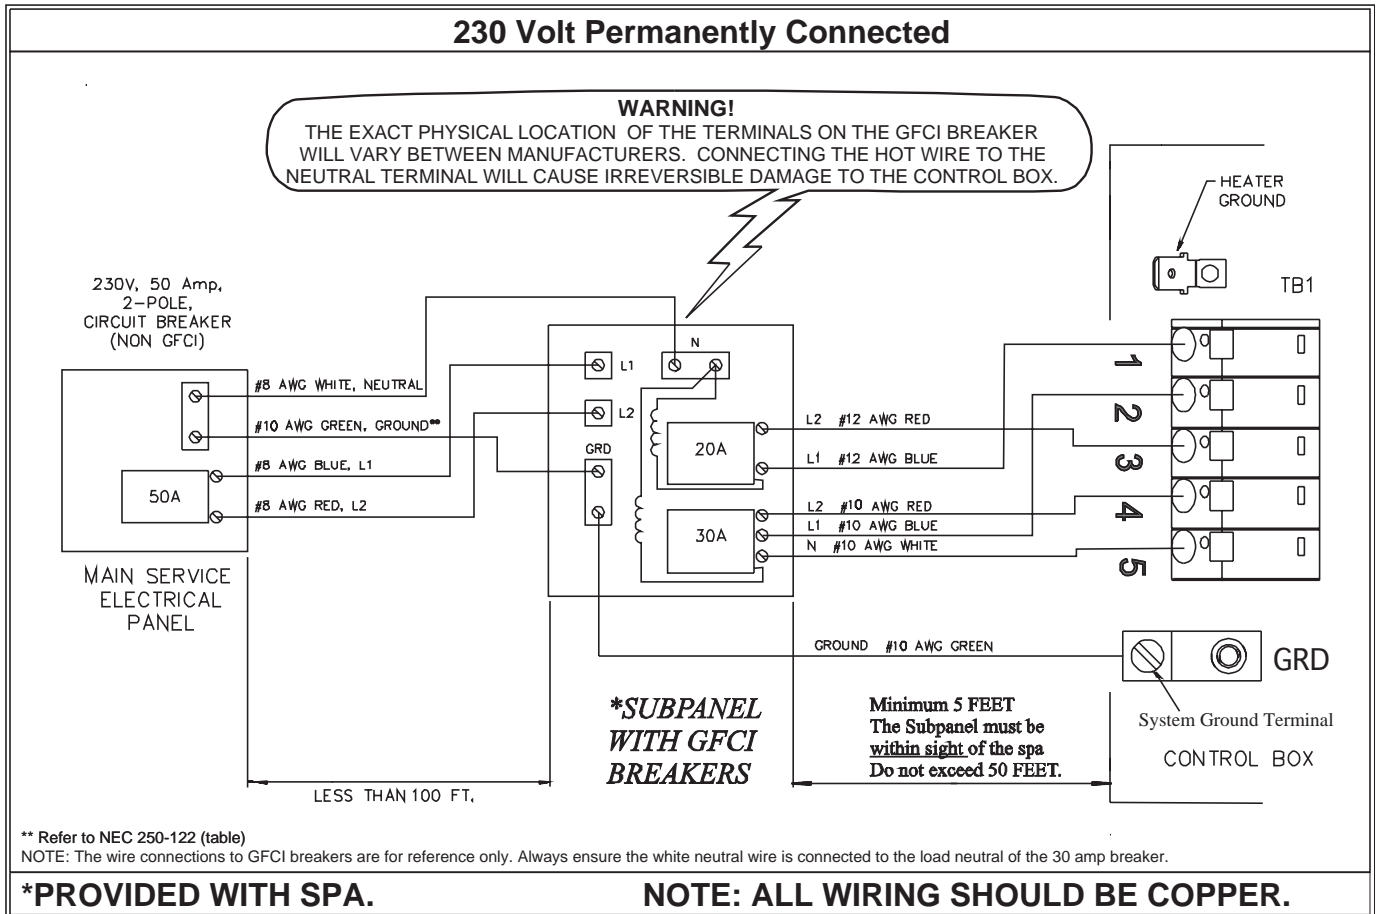 230 Volt Permanently Connected
WARNING!
THE EXACT PHYSICAL LOCATION OF THE TERMINALS ON THE GFCI BREAKER
WILL VARY BETWEEN MANUFACTURERS. CONNECTING THE HOT WIRE TO THE
NEUTRAL TERMINAL WILL CAUSE IRREVERSIBLE DAMAGE TO THE CONTROL BOX.
HEATER
GROUND
TB1
230V, 50 Amp,
2-POLE,
CIRCUIT BREAKER
(NON GFCI)
#8 AWG WHITE, NEUTRAL
#10 AWG GREEN, GROUND**
#8 AWG BLUE, L1
#8 AWG RED, L2
50A
MAIN SERVICE
ELECTRICAL
PANEL
N
L1
L2
GRD
20A
30A
L2 #12 AWG RED
L1 #12 AWG BLUE
L2 #10 AWG RED
L1 #10 AWG BLUE
N #10 AWG WHITE
1
2
3
4
5
GROUND #10 AWG GREEN
GRD
System Ground Terminal
CONTROL BOX
*SUBPANEL
WITH GFCI
BREAKERS
Minimum 5 FEET
The Subpanel must be
within sight of the spa
Do not exceed 50 FEET.
LESS THAN 100 FT.
** Refer to NEC 250-122 (table)
NOTE: The wire connections to GFCI breakers are for reference only. Always ensure the white neutral wire is connected to the load neutral of the 30 amp breaker.
*PROVIDED WITH SPA.
NOTE: ALL WIRING SHOULD BE COPPER.